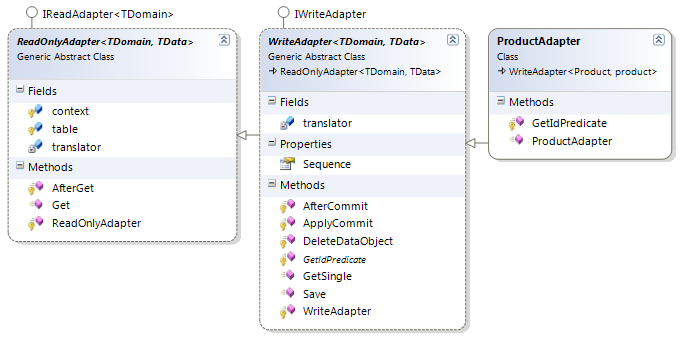 IReadAdapter<TDomain>
ReadOnlyAdapter<TDomain, TData>
Generic Abstract Class
Fields
context
table
translator
Methods
AfterGet
Get
ReadOnlyAdapter
IWriteAdapter
WriteAdapter<TDomain, TData>
Generic Abstract Class
ReadOnlyAdapter<TDomain, TData>
Fields
translator
Properties
Sequence
Methods
AfterCommit
ApplyCommit
DeleteDataObject
GetIdPredicate
GetSingle
Save
WriteAdapter
ProductAdapter
Class
WriteAdapter<Product, product>
Methods
GetIdPredicate
ProductAdapter